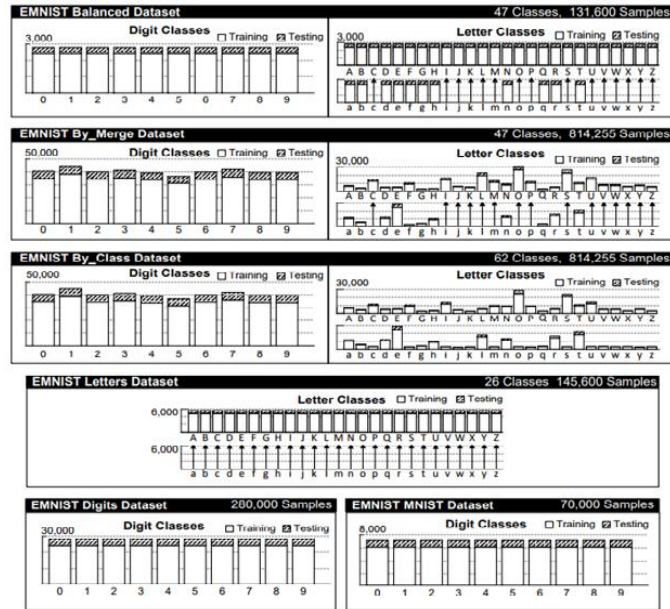 EMNIST Balanced Dataset 47 Classes, 131,600 Samples
Digit Classes Training Testing
3,000
0 1 2 3 4 5 6 7 8 9
Letter Classes Training Testing
3,000
A B C D E F G H I J K L M N O P Q R S T U V W X Y Z
a b c d e f g h i j k l m n o p q r s t u v w x y z
EMNIST By_Merge Dataset 47 Classes, 814,255 Samples
Digit Classes Training Testing
50,000
0 1 2 3 4 5 6 7 8 9
Letter Classes Training Testing
30,000
A B C D E F G H I J K L M N O P Q R S T U V W X Y Z
a b c d e f g h i j k l m n o p q r s t u v w x y z
EMNIST By_Class Dataset 62 Classes, 814,255 Samples
Digit Classes Training Testing
50,000
0 1 2 3 4 5 6 7 8 9
Letter Classes Training Testing
30,000
A B C D E F G H I J K L M N O P Q R S T U V W X Y Z
a b c d e f g h i j k l m n o p q r s t u v w x y z
EMNIST Letters Dataset 26 Classes 145,600 Samples
Letter Classes Training Testing
6,000
A B C D E F G H I J K L M N O P Q R S T U V W X Y Z
6,000
a b c d e f g h i j k l m n o p q r s t u v w x y z
EMNIST Digits Dataset 280,000 Samples
30,000 Digit Classes Training Testing
0 1 2 3 4 5 6 7 8 9
EMNIST MNIST Dataset 70,000 Samples
8,000 Digit Classes Training Testing
0 1 2 3 4 5 6 7 8 9